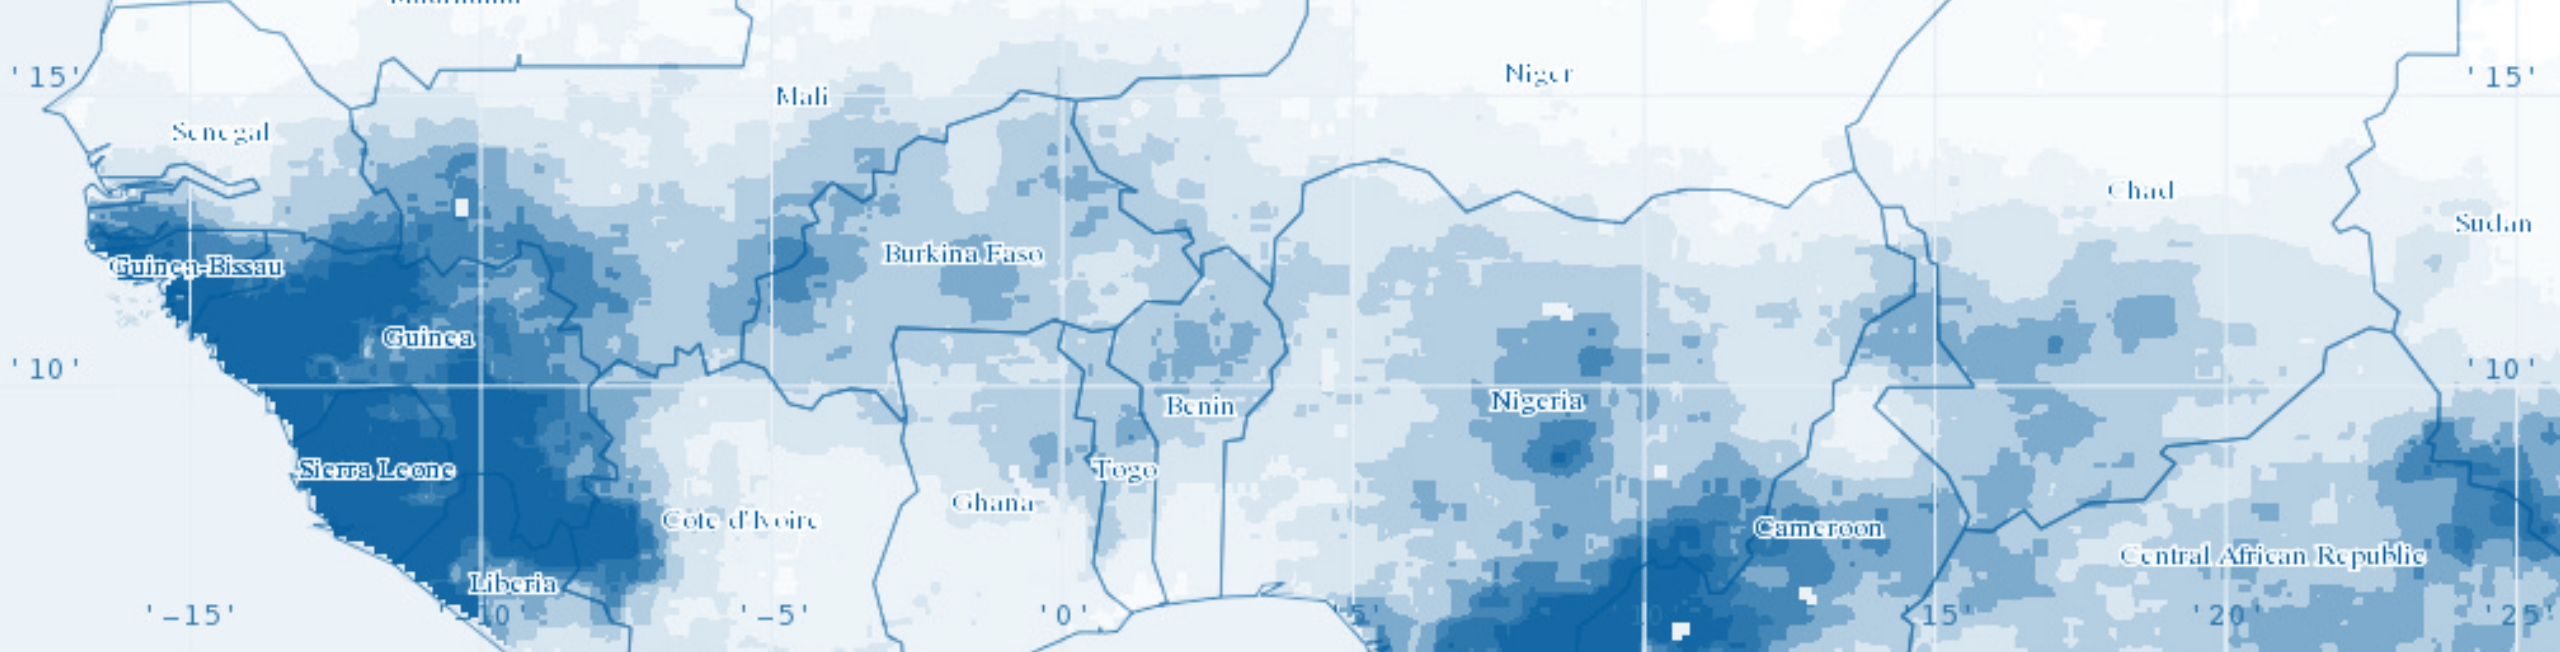 '15'
Mali
Niger
'15'
Senegal
Chad
Sudan
Guinea-Bissau
Burkina Faso
Guinea
'10'
'10'
Sierra Leone
Benin
Nigeria
Togo
Ghana
Cote d'Ivoire
Cameroon
Central African Republic
Liberia
'-15'
'-5'
'0'
15'
'20'
'25'